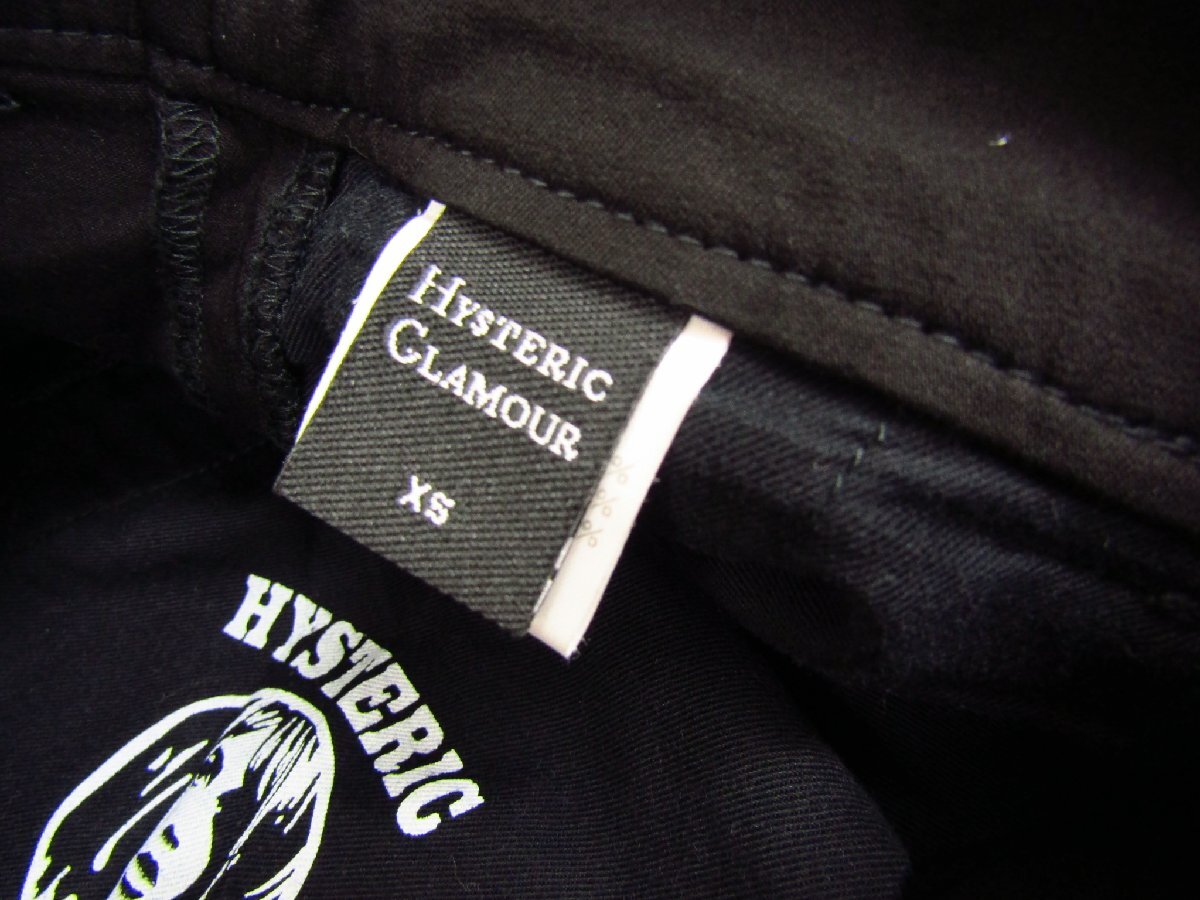 HYSTERIC
GLAMOUR
XS
% % % %
HYSTERIC